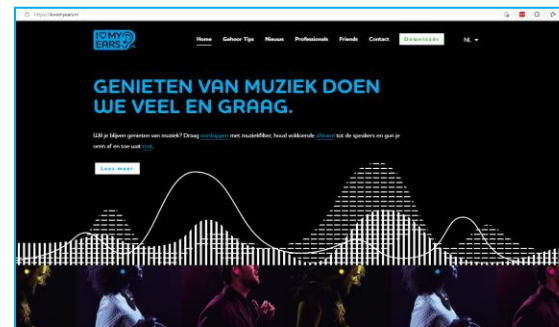 https://ilovemyears.nl
I ♡ MY
EARS
Home Gehoor Tips Nieuws Professionals Friends Contact Downloads NL
GENIETEN VAN MUZIEK DOEN
WE VEEL EN GRAAG.
Wil je blijven genieten van muziek? Draag oordoppen met muziekfilter, houd voldoende afstand tot de speakers en gun je
oren af en toe wat rust.
Lees meer